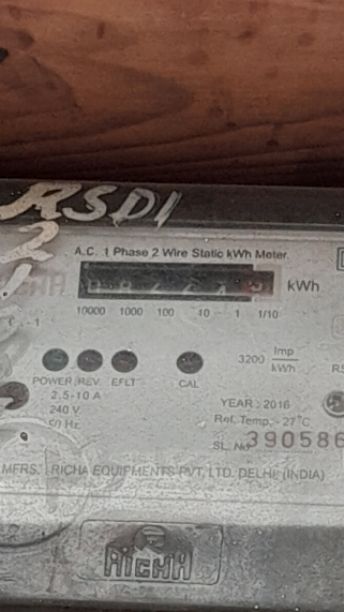 RSDI
2
A.C. 1 Phase 2 Wire Static kWh Meter.
kWh
10000 1000 100 10 1 1/10
3200 Imp
kWh
POWER REV. EFLT CAL
2.5-10 A
240 V.
50 Hz.
YEARː 2016
Ref. Temp. - 27°C
SL. No. 390586
MFRS. RICHA EQUIPMENTS PVT. LTD. DELHI (INDIA)
RICHA